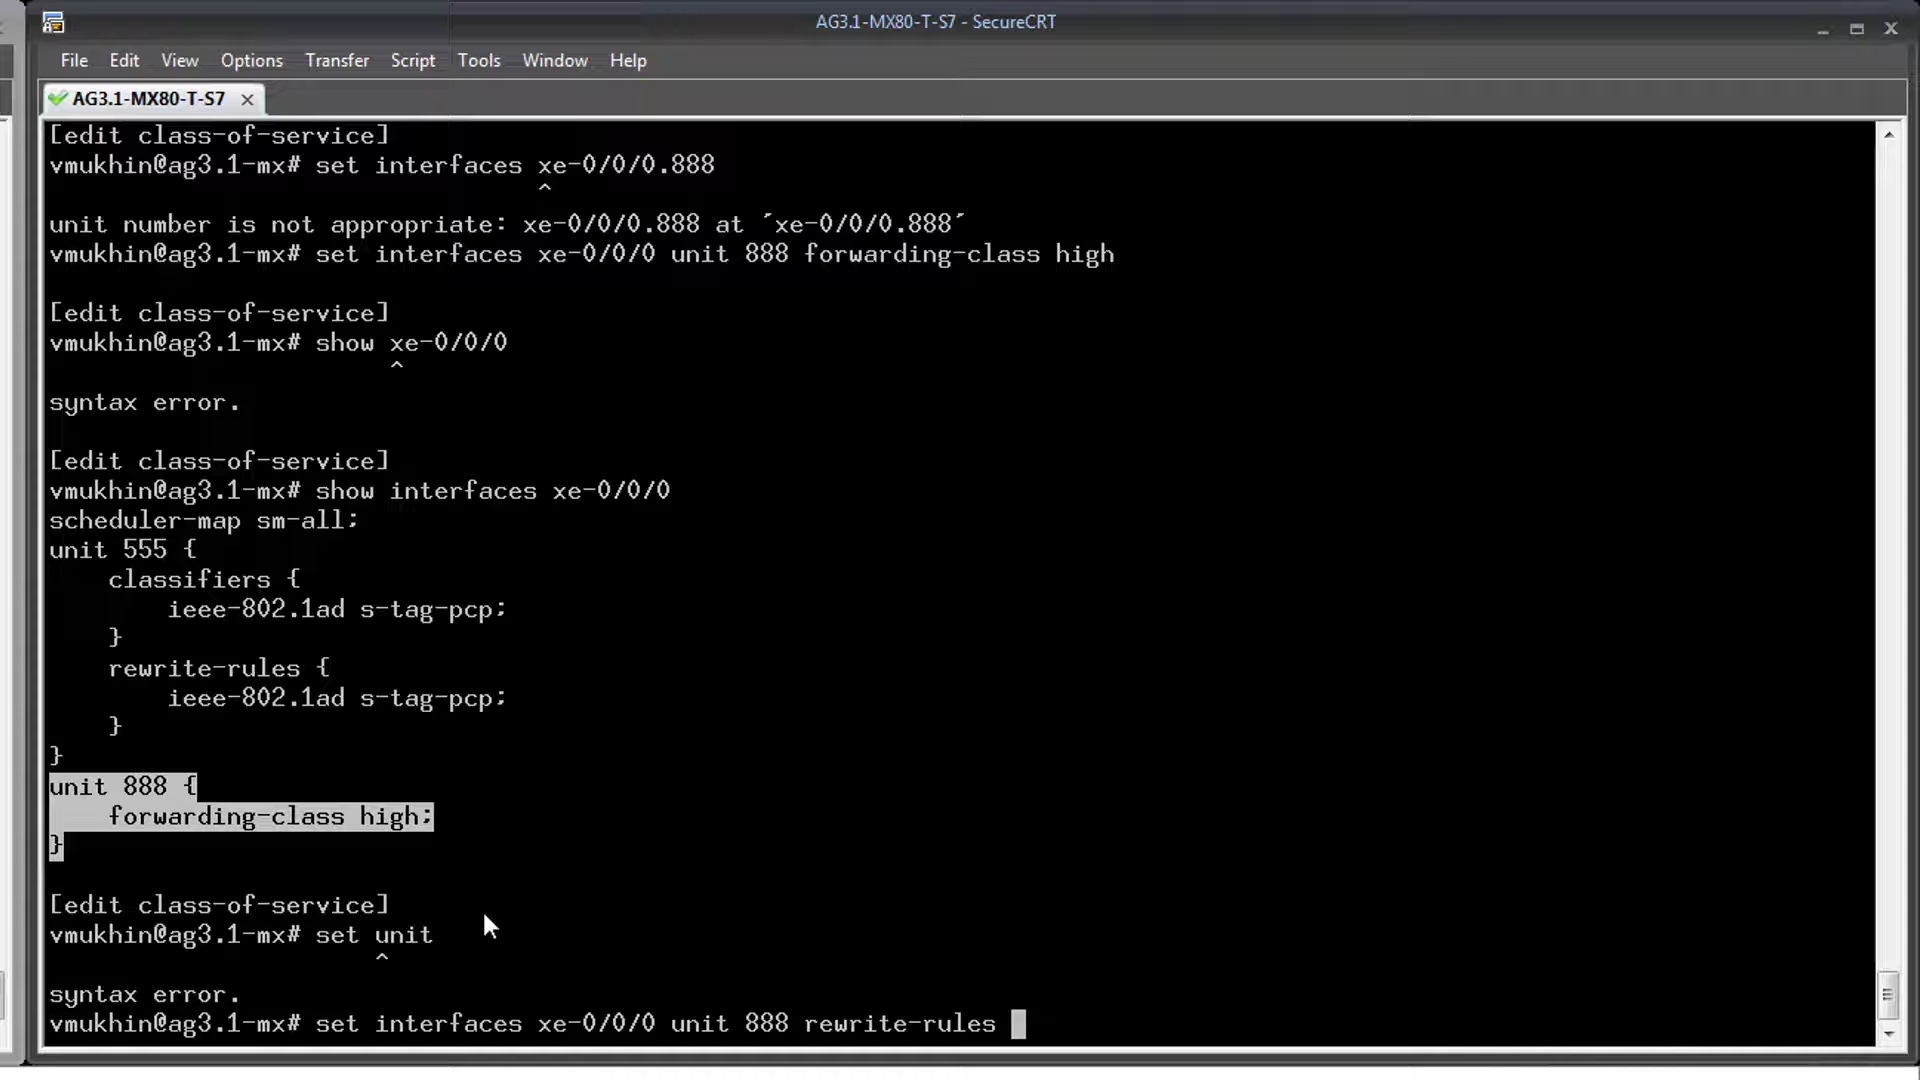 AG3.1-MX80-T-S7 - SecureCRT
File Edit View Options Transfer Script Tools Window Help
AG3.1-MX80-T-S7
[edit class-of-service]
vmukhin@ag3.1-mx# set interfaces xe-0/0/0.888
^
unit number is not appropriate: xe-0/0/0.888 at ´xe-0/0/0.888´
vmukhin@ag3.1-mx# set interfaces xe-0/0/0 unit 888 forwarding-class high
[edit class-of-service]
vmukhin@ag3.1-mx# show xe-0/0/0
^
syntax error.
[edit class-of-service]
vmukhin@ag3.1-mx# show interfaces xe-0/0/0
scheduler-map sm-all;
unit 555 {
classifiers {
ieee-802.1ad s-tag-pcp;
}
rewrite-rules {
ieee-802.1ad s-tag-pcp;
}
}
unit 888 {
forwarding-class high;
}
[edit class-of-service]
vmukhin@ag3.1-mx# set unit
^
syntax error.
vmukhin@ag3.1-mx# set interfaces xe-0/0/0 unit 888 rewrite-rules